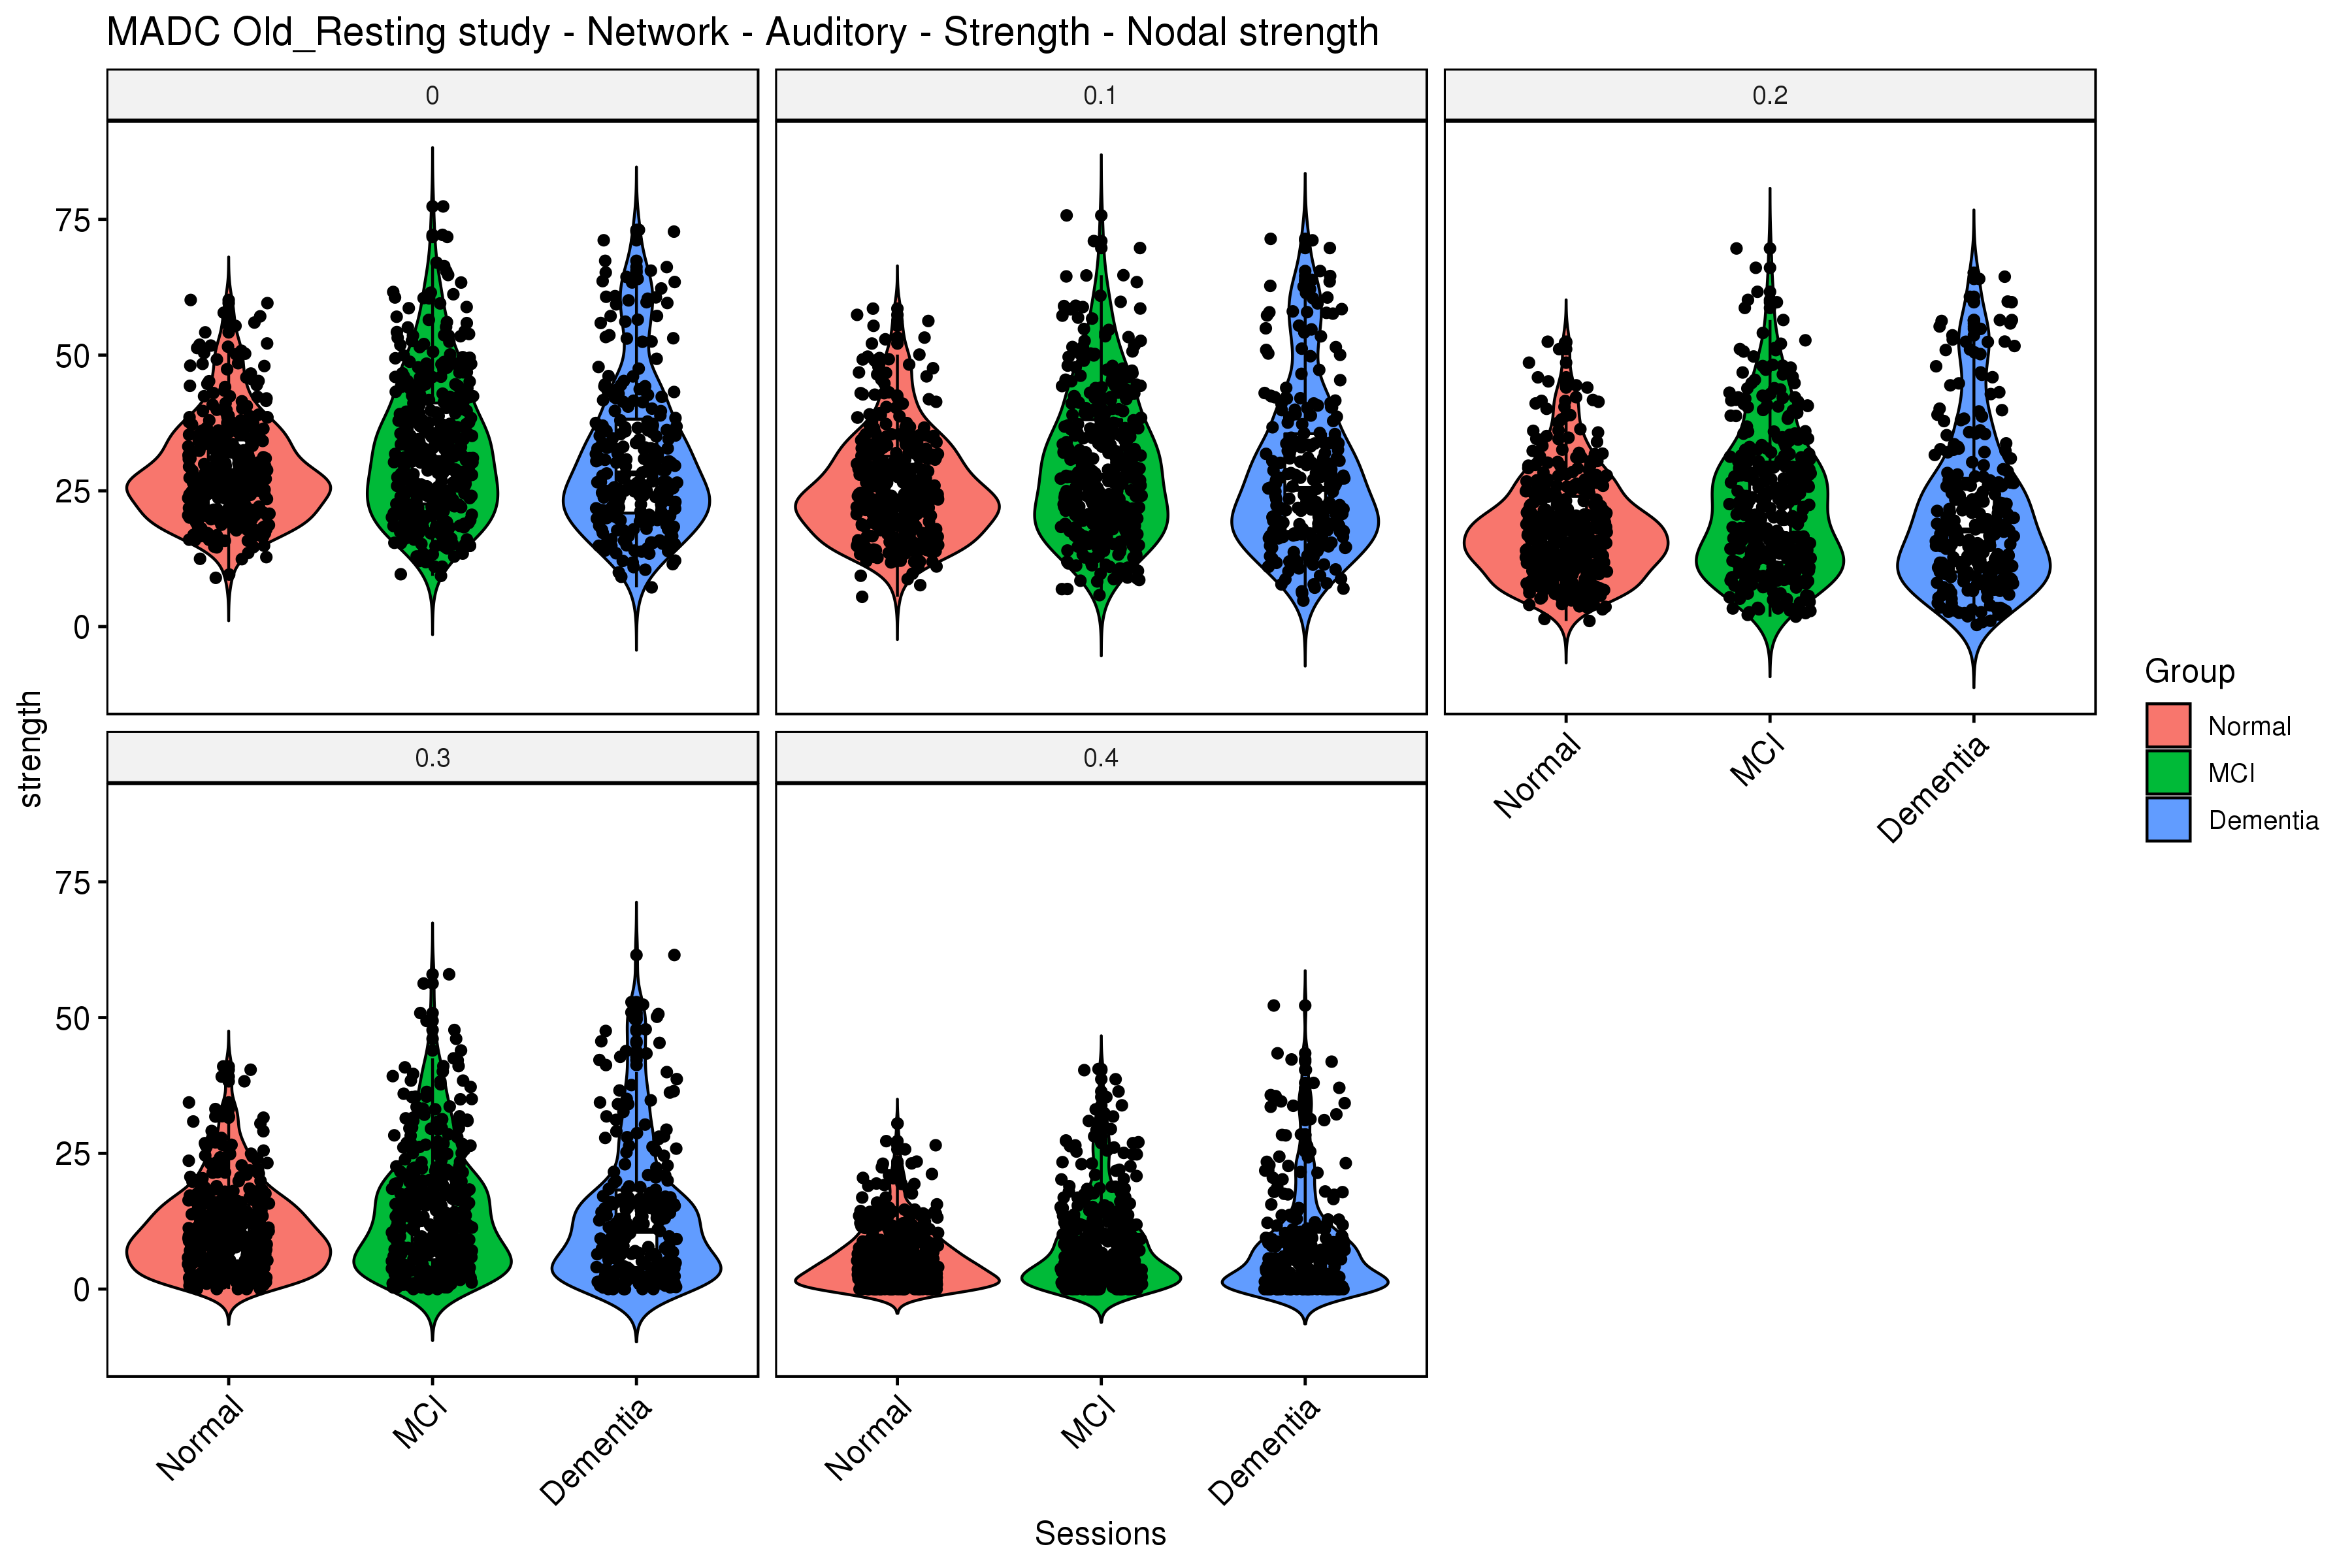 MADC Old_Resting study - Network - Auditory - Strength - Nodal strength
0
0.1
0.2
75
50
25
0
Normal
MCI
Dementia
strength
Group
Normal
MCI
Dementia
0.3
0.4
75
50
25
0
Normal
MCI
Dementia
Normal
MCI
Dementia
Sessions